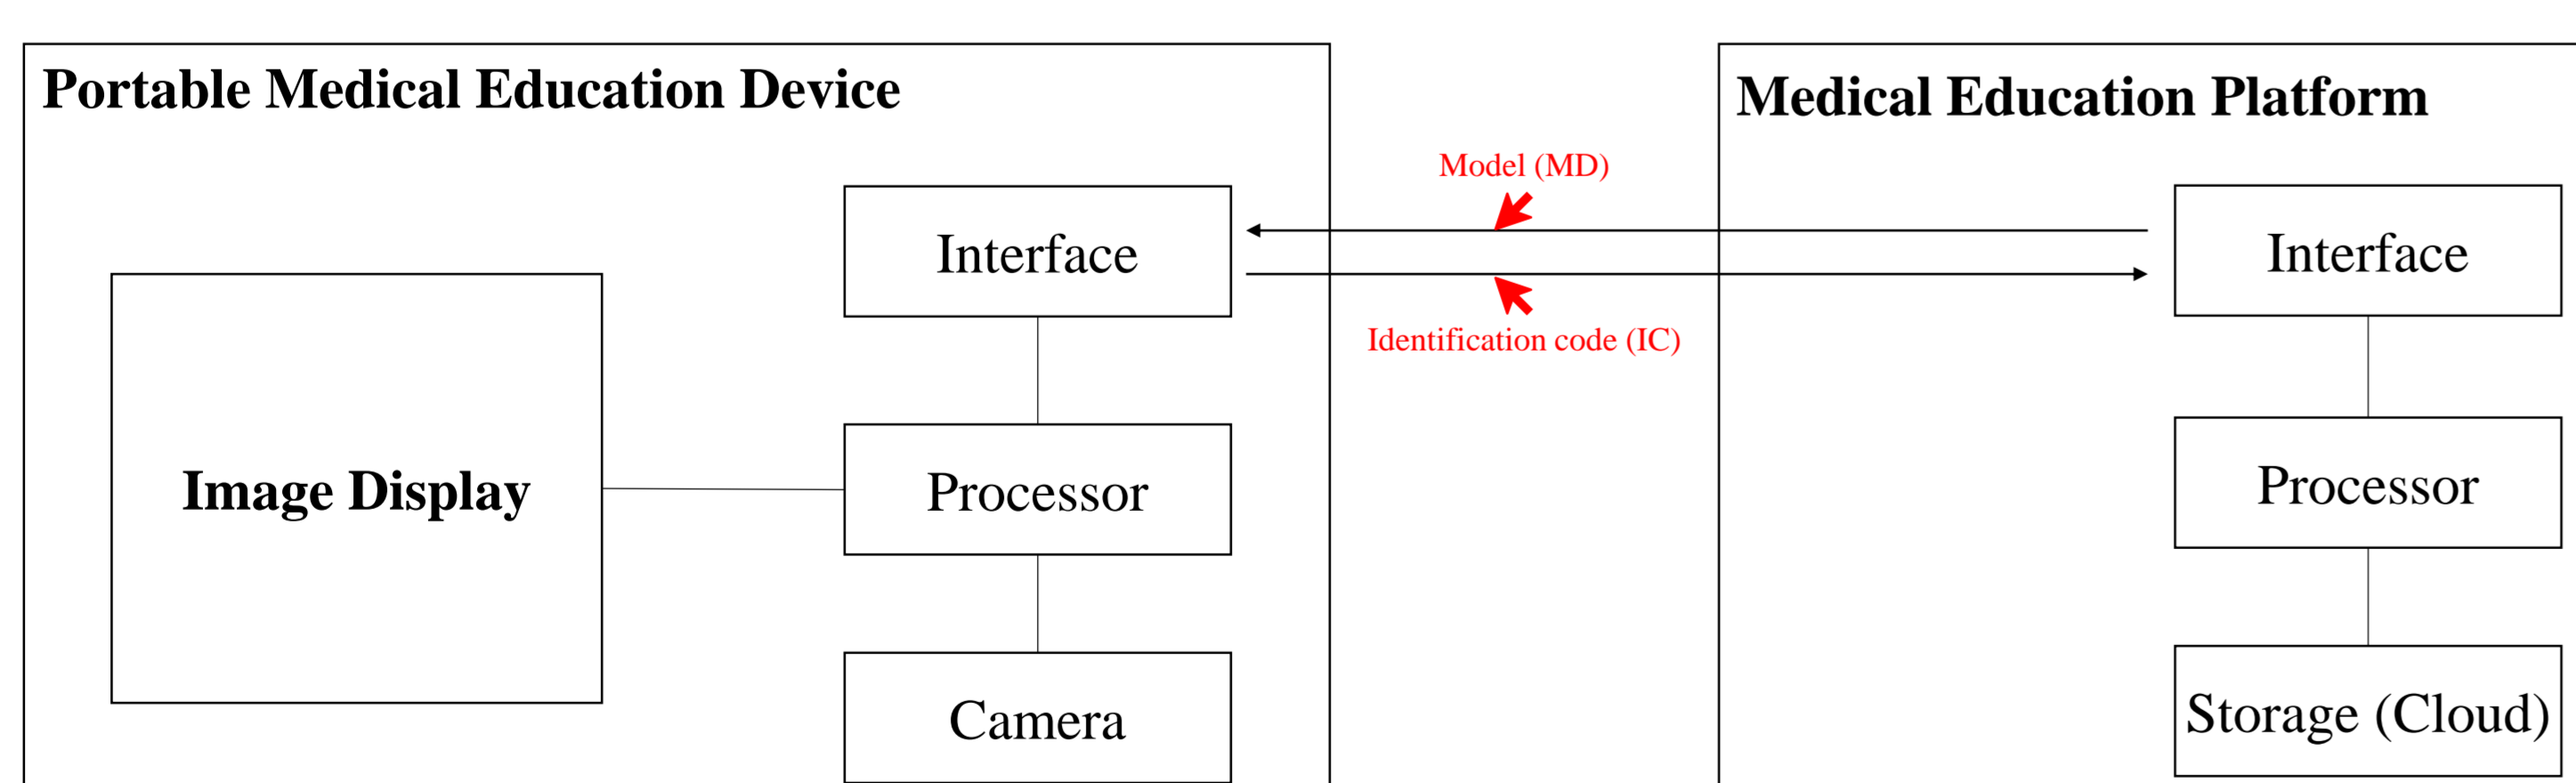 Portable Medical Education Device
Medical Education Platform
Model (MD)
Interface
Interface
Identification code (IC)
Image Display
Processor
Processor
Camera
Storage (Cloud)